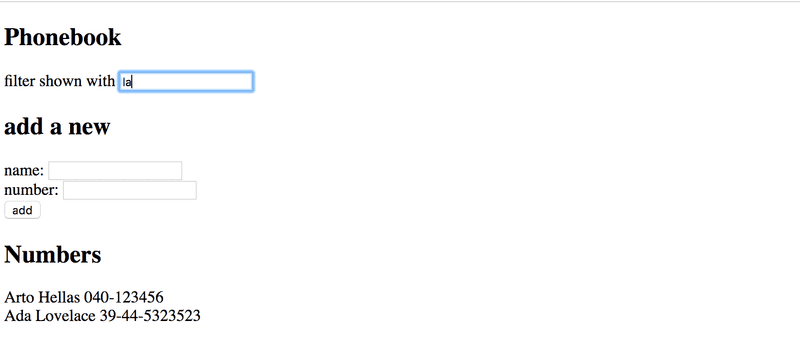 Phonebook
filter shown with la
add a new
name:
number:
add
Numbers
Arto Hellas 040-123456
Ada Lovelace 39-44-5323523